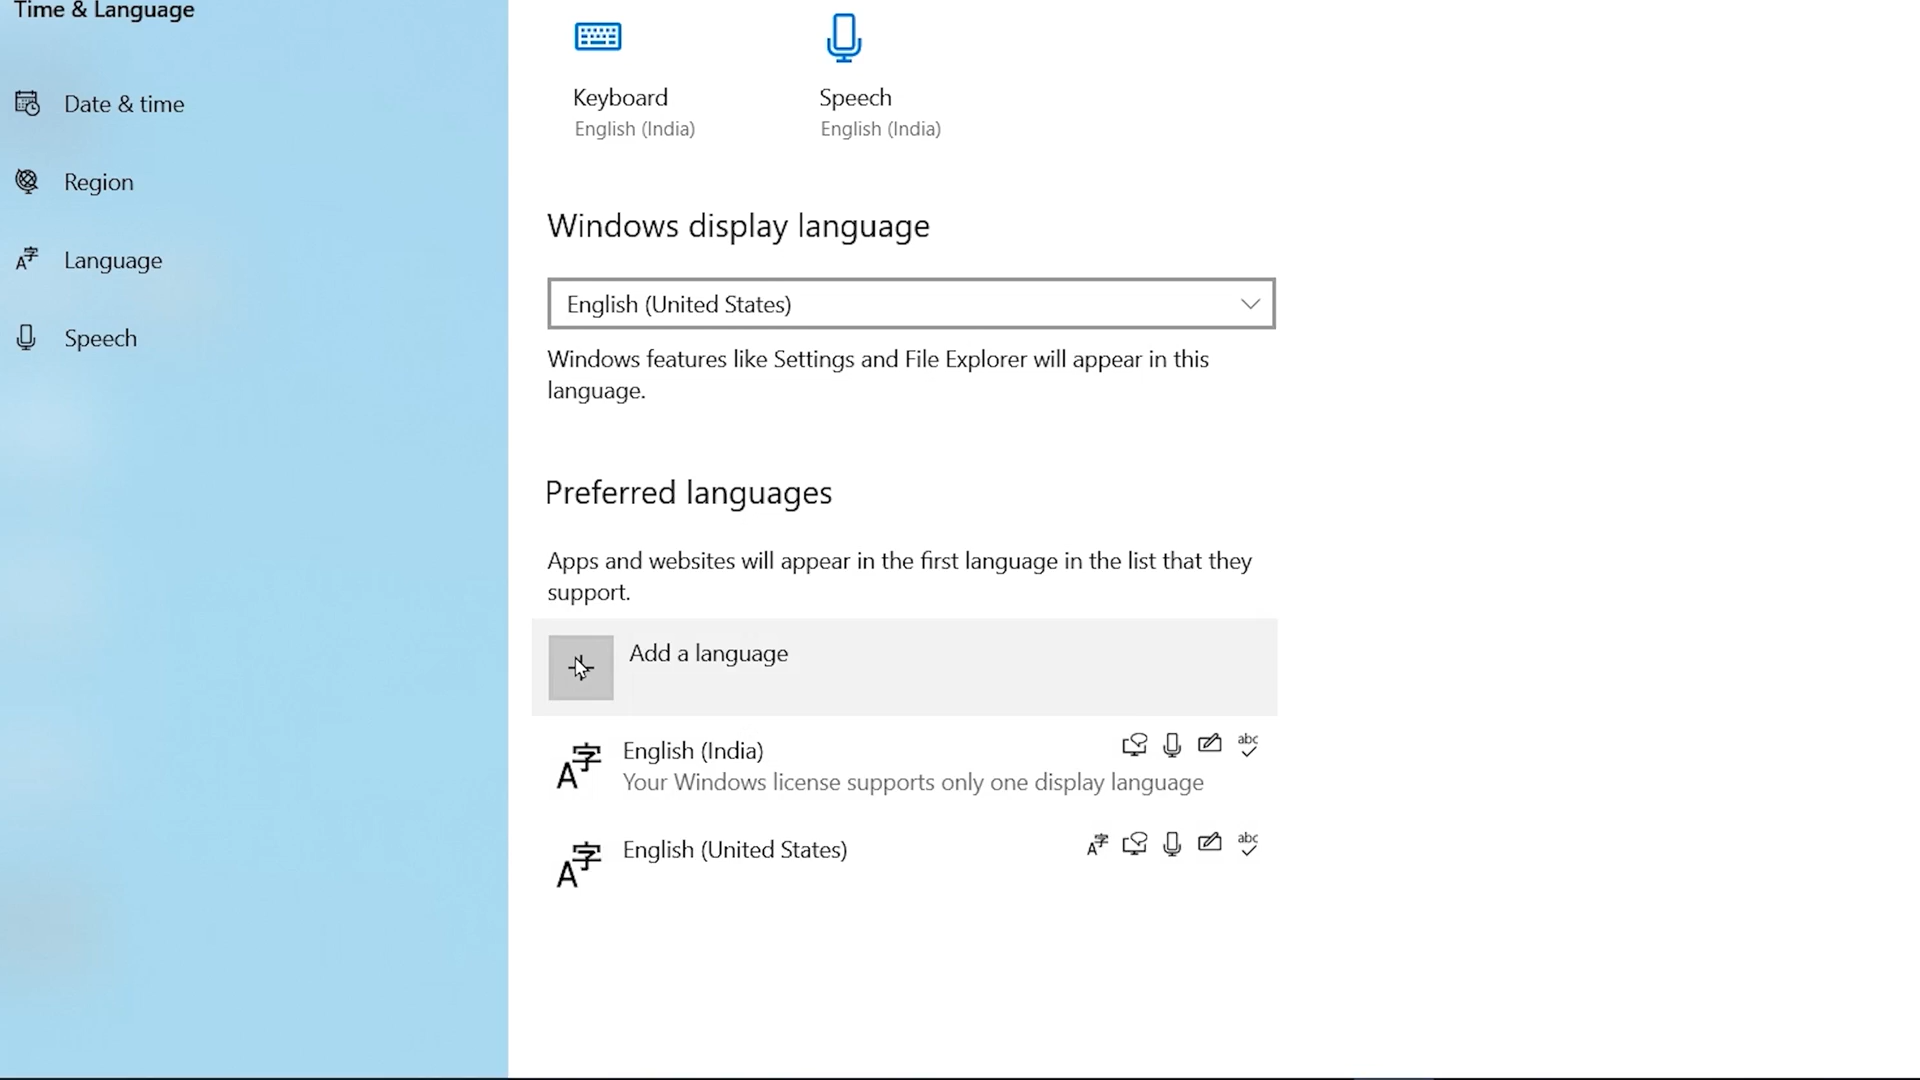 Time & Language
Date & time
Region
Language
Speech
Keyboard
English (India)
Speech
English (India)
Windows display language
English (United States)
Windows features like Settings and File Explorer will appear in this
language.
Preferred languages
Apps and websites will appear in the first language in the list that they
support.
Add a language
English (India)
abc
Your Windows license supports only one display language
English (United States)
abc